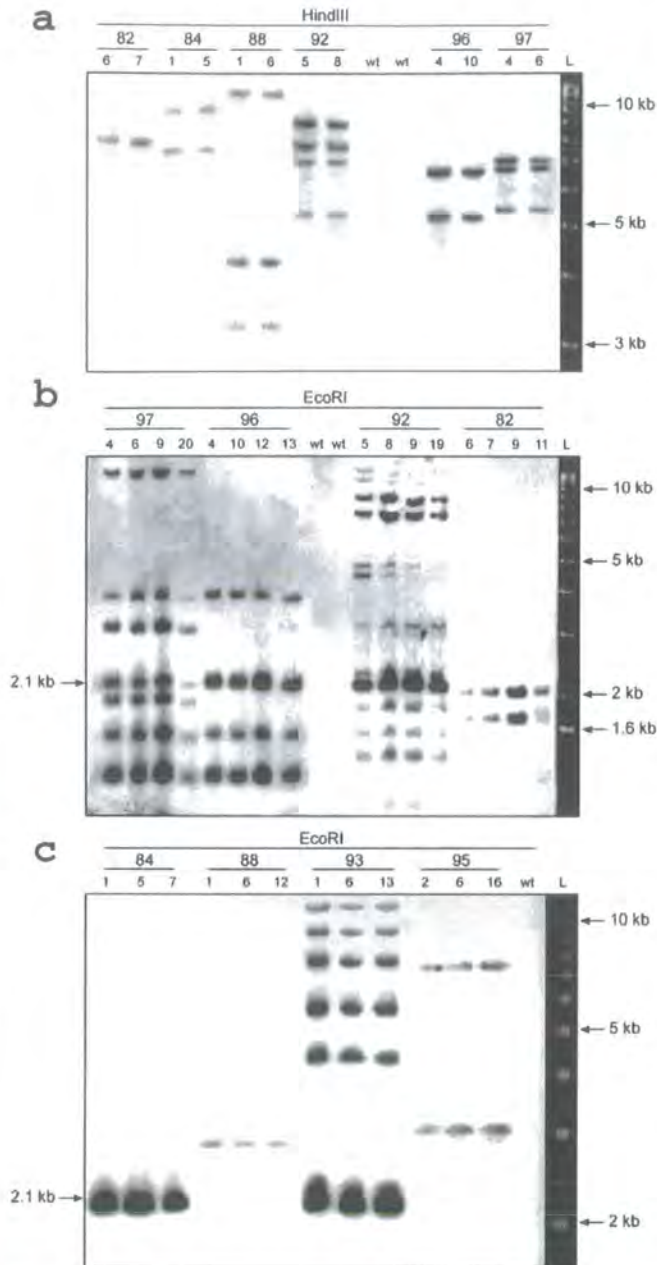 a
HindIII
82 84 88 92 96 97
6 7 1 5 1 6 5 8 wt wt 4 10 4 6 L
10 kb
5 kb
3 kb
b
EcoRI
97 96 92 82
4 6 9 20 4 10 12 13 wt wt 5 8 9 19 6 7 9 11 L
10 kb
5 kb
2.1 kb
2 kb
1.6 kb
c
EcoRI
84 88 93 95
1 5 7 1 6 12 1 6 13 2 6 16 wt L
10 kb
5 kb
2.1 kb
2 kb